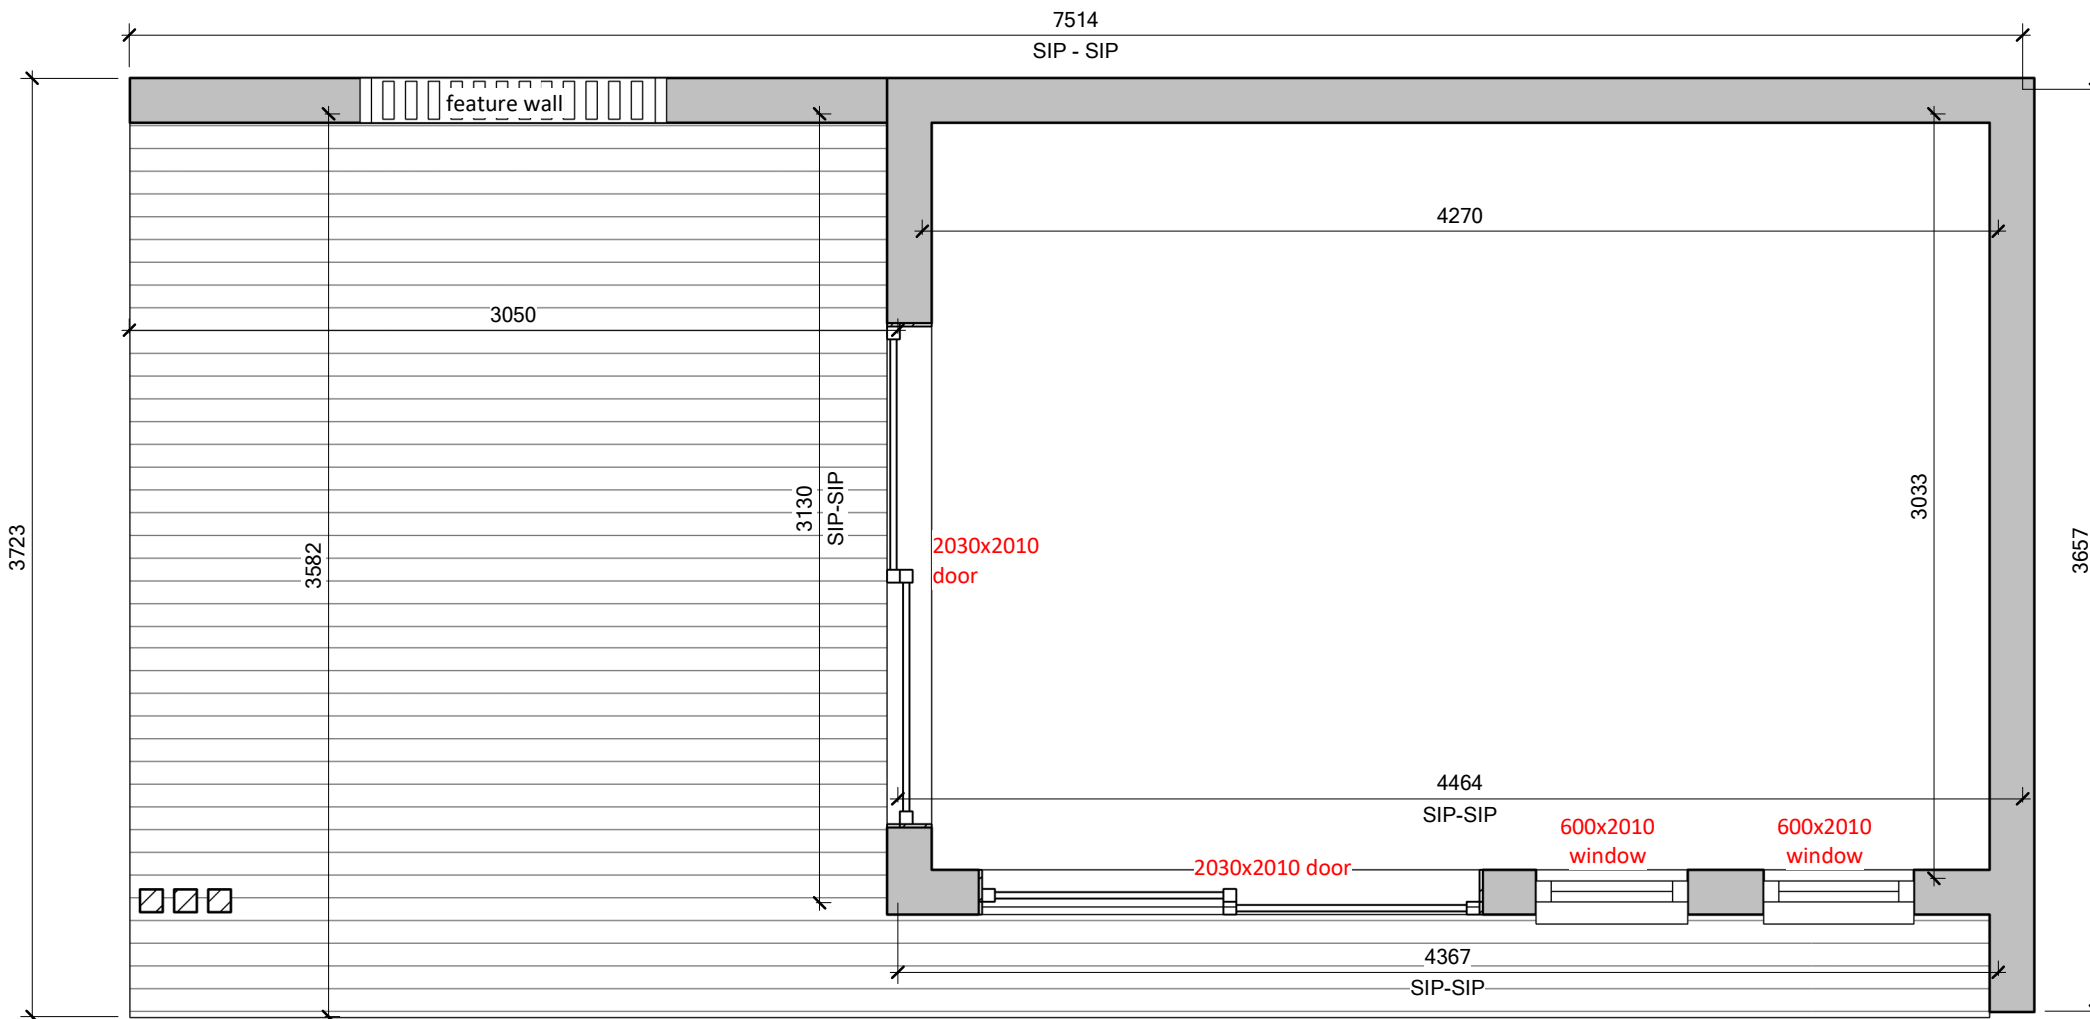 7514
SIP - SIP
feature wall
4270
3050
3130
SIP-SIP
3033
3723
3582
3657
2030x2010
door
4464
SIP-SIP
600x2010
window
600x2010
window
2030x2010 door
4367
SIP-SIP